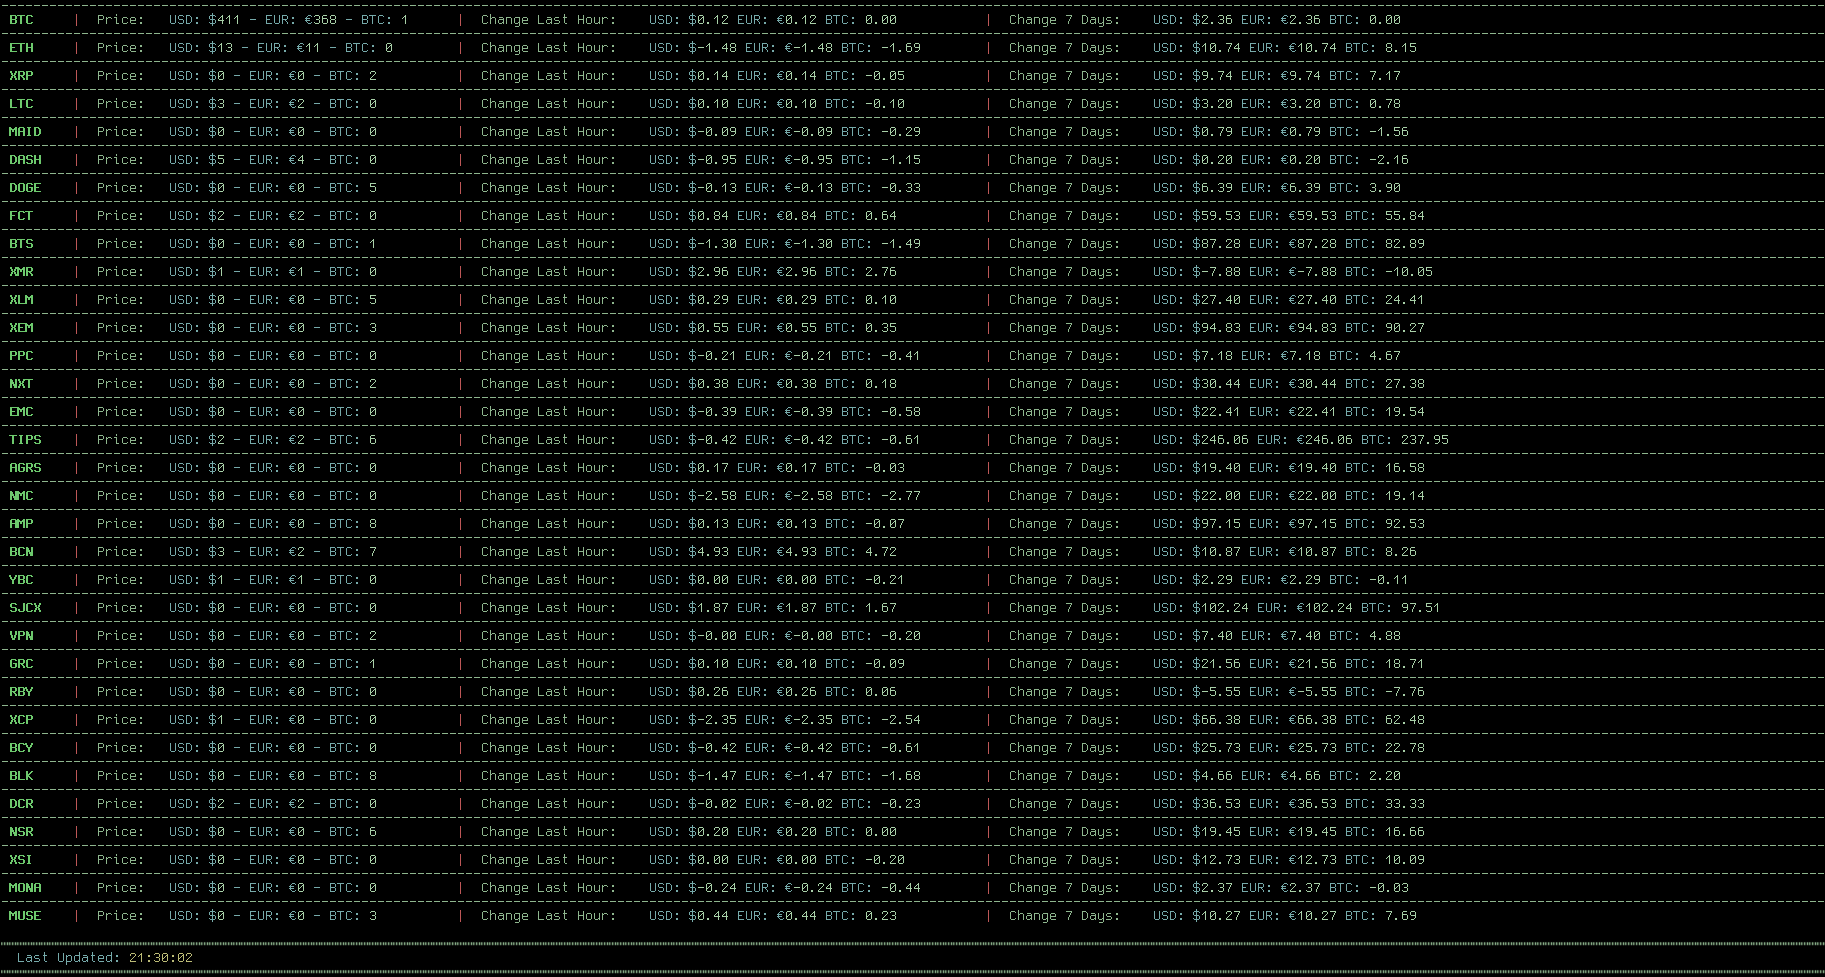 BTC | Price: USD: $411 - EUR: €368 - BTC: 1 | Change Last Hour: USD: $0.12 EUR: €0.12 BTC: 0.00 | Change 7 Days: USD: $2.36 EUR: €2.36 BTC: 0.00
ETH | Price: USD: $13 - EUR: €11 - BTC: 0 | Change Last Hour: USD: $-1.48 EUR: €-1.48 BTC: -1.69 | Change 7 Days: USD: $10.74 EUR: €10.74 BTC: 8.15
XRP | Price: USD: $0 - EUR: €0 - BTC: 2 | Change Last Hour: USD: $0.14 EUR: €0.14 BTC: -0.05 | Change 7 Days: USD: $9.74 EUR: €9.74 BTC: 7.17
LTC | Price: USD: $3 - EUR: €2 - BTC: 0 | Change Last Hour: USD: $0.10 EUR: €0.10 BTC: -0.10 | Change 7 Days: USD: $3.20 EUR: €3.20 BTC: 0.78
MAID | Price: USD: $0 - EUR: €0 - BTC: 0 | Change Last Hour: USD: $-0.09 EUR: €-0.09 BTC: -0.29 | Change 7 Days: USD: $0.79 EUR: €0.79 BTC: -1.56
DASH | Price: USD: $5 - EUR: €4 - BTC: 0 | Change Last Hour: USD: $-0.95 EUR: €-0.95 BTC: -1.15 | Change 7 Days: USD: $0.20 EUR: €0.20 BTC: -2.16
DOGE | Price: USD: $0 - EUR: €0 - BTC: 5 | Change Last Hour: USD: $-0.13 EUR: €-0.13 BTC: -0.33 | Change 7 Days: USD: $6.39 EUR: €6.39 BTC: 3.90
FCT | Price: USD: $2 - EUR: €2 - BTC: 0 | Change Last Hour: USD: $0.84 EUR: €0.84 BTC: 0.64 | Change 7 Days: USD: $59.53 EUR: €59.53 BTC: 55.84
BTS | Price: USD: $0 - EUR: €0 - BTC: 1 | Change Last Hour: USD: $-1.30 EUR: €-1.30 BTC: -1.49 | Change 7 Days: USD: $87.28 EUR: €87.28 BTC: 82.89
XMR | Price: USD: $1 - EUR: €1 - BTC: 0 | Change Last Hour: USD: $2.96 EUR: €2.96 BTC: 2.76 | Change 7 Days: USD: $-7.88 EUR: €-7.88 BTC: -10.05
XLM | Price: USD: $0 - EUR: €0 - BTC: 5 | Change Last Hour: USD: $0.29 EUR: €0.29 BTC: 0.10 | Change 7 Days: USD: $27.40 EUR: €27.40 BTC: 24.41
XEM | Price: USD: $0 - EUR: €0 - BTC: 3 | Change Last Hour: USD: $0.55 EUR: €0.55 BTC: 0.35 | Change 7 Days: USD: $94.83 EUR: €94.83 BTC: 90.27
PPC | Price: USD: $0 - EUR: €0 - BTC: 0 | Change Last Hour: USD: $-0.21 EUR: €-0.21 BTC: -0.41 | Change 7 Days: USD: $7.18 EUR: €7.18 BTC: 4.67
NXT | Price: USD: $0 - EUR: €0 - BTC: 2 | Change Last Hour: USD: $0.38 EUR: €0.38 BTC: 0.18 | Change 7 Days: USD: $30.44 EUR: €30.44 BTC: 27.38
EMC | Price: USD: $0 - EUR: €0 - BTC: 0 | Change Last Hour: USD: $-0.39 EUR: €-0.39 BTC: -0.58 | Change 7 Days: USD: $22.41 EUR: €22.41 BTC: 19.54
TIPS | Price: USD: $2 - EUR: €2 - BTC: 6 | Change Last Hour: USD: $-0.42 EUR: €-0.42 BTC: -0.61 | Change 7 Days: USD: $246.06 EUR: €246.06 BTC: 237.95
AGRS | Price: USD: $0 - EUR: €0 - BTC: 0 | Change Last Hour: USD: $0.17 EUR: €0.17 BTC: -0.03 | Change 7 Days: USD: $19.40 EUR: €19.40 BTC: 16.58
NMC | Price: USD: $0 - EUR: €0 - BTC: 0 | Change Last Hour: USD: $-2.58 EUR: €-2.58 BTC: -2.77 | Change 7 Days: USD: $22.00 EUR: €22.00 BTC: 19.14
AMP | Price: USD: $0 - EUR: €0 - BTC: 8 | Change Last Hour: USD: $0.13 EUR: €0.13 BTC: -0.07 | Change 7 Days: USD: $97.15 EUR: €97.15 BTC: 92.53
BCN | Price: USD: $3 - EUR: €2 - BTC: 7 | Change Last Hour: USD: $4.93 EUR: €4.93 BTC: 4.72 | Change 7 Days: USD: $10.87 EUR: €10.87 BTC: 8.26
YBC | Price: USD: $1 - EUR: €1 - BTC: 0 | Change Last Hour: USD: $0.00 EUR: €0.00 BTC: -0.21 | Change 7 Days: USD: $2.29 EUR: €2.29 BTC: -0.11
SJCX | Price: USD: $0 - EUR: €0 - BTC: 0 | Change Last Hour: USD: $1.87 EUR: €1.87 BTC: 1.67 | Change 7 Days: USD: $102.24 EUR: €102.24 BTC: 97.51
VPN | Price: USD: $0 - EUR: €0 - BTC: 2 | Change Last Hour: USD: $-0.00 EUR: €-0.00 BTC: -0.20 | Change 7 Days: USD: $7.40 EUR: €7.40 BTC: 4.88
GRC | Price: USD: $0 - EUR: €0 - BTC: 1 | Change Last Hour: USD: $0.10 EUR: €0.10 BTC: -0.09 | Change 7 Days: USD: $21.56 EUR: €21.56 BTC: 18.71
RBY | Price: USD: $0 - EUR: €0 - BTC: 0 | Change Last Hour: USD: $0.26 EUR: €0.26 BTC: 0.06 | Change 7 Days: USD: $-5.55 EUR: €-5.55 BTC: -7.76
XCP | Price: USD: $1 - EUR: €0 - BTC: 0 | Change Last Hour: USD: $-2.35 EUR: €-2.35 BTC: -2.54 | Change 7 Days: USD: $66.38 EUR: €66.38 BTC: 62.48
BCY | Price: USD: $0 - EUR: €0 - BTC: 0 | Change Last Hour: USD: $-0.42 EUR: €-0.42 BTC: -0.61 | Change 7 Days: USD: $25.73 EUR: €25.73 BTC: 22.78
BLK | Price: USD: $0 - EUR: €0 - BTC: 8 | Change Last Hour: USD: $-1.47 EUR: €-1.47 BTC: -1.68 | Change 7 Days: USD: $4.66 EUR: €4.66 BTC: 2.20
DCR | Price: USD: $2 - EUR: €2 - BTC: 0 | Change Last Hour: USD: $-0.02 EUR: €-0.02 BTC: -0.23 | Change 7 Days: USD: $36.53 EUR: €36.53 BTC: 33.33
NSR | Price: USD: $0 - EUR: €0 - BTC: 6 | Change Last Hour: USD: $0.20 EUR: €0.20 BTC: 0.00 | Change 7 Days: USD: $19.45 EUR: €19.45 BTC: 16.66
XSI | Price: USD: $0 - EUR: €0 - BTC: 0 | Change Last Hour: USD: $0.00 EUR: €0.00 BTC: -0.20 | Change 7 Days: USD: $12.73 EUR: €12.73 BTC: 10.09
MONA | Price: USD: $0 - EUR: €0 - BTC: 0 | Change Last Hour: USD: $-0.24 EUR: €-0.24 BTC: -0.44 | Change 7 Days: USD: $2.37 EUR: €2.37 BTC: -0.03
MUSE | Price: USD: $0 - EUR: €0 - BTC: 3 | Change Last Hour: USD: $0.44 EUR: €0.44 BTC: 0.23 | Change 7 Days: USD: $10.27 EUR: €10.27 BTC: 7.69
Last Updated: 21:30:02